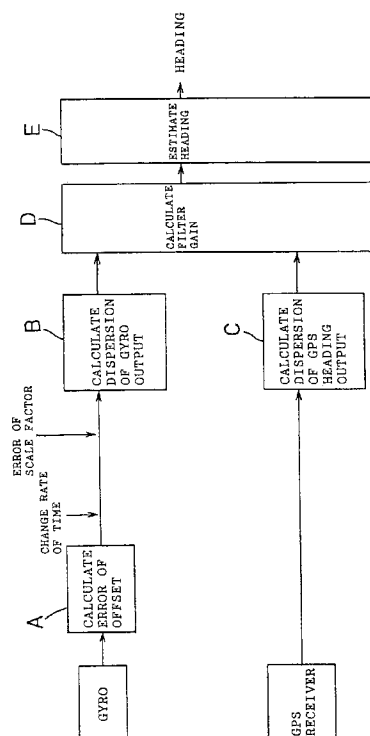 GYRO
A
CALCULATE
ERROR OF
OFFSET
CHANGE RATE
OF TIME
ERROR OF
SCALE FACTOR
B
CALCULATE
DISPERSION
OF GYRO
OUTPUT
GPS
RECEIVER
C
CALCULATE
DISPERSION
OF GPS
HEADING
OUTPUT
D
CALCULATE
FILTER
GAIN
E
ESTIMATE
HEADING
HEADING